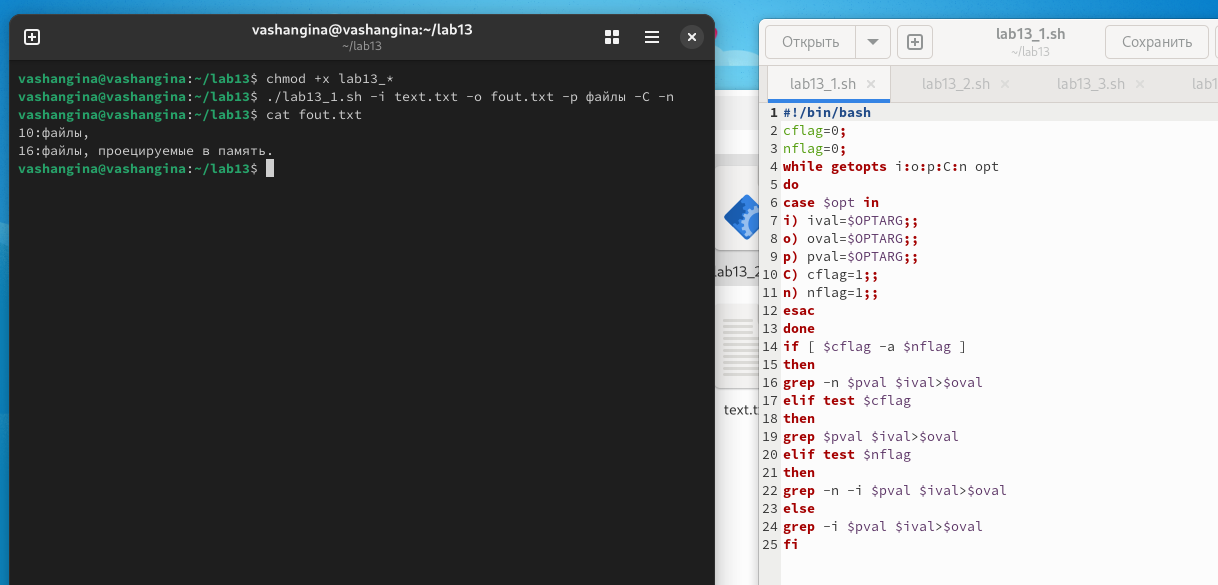 vashangina@vashangina:~/lab13
~/lab13
vashangina@vashangina:~/lab13$ chmod +x lab13_*
vashangina@vashangina:~/lab13$ ./lab13_1.sh -i text.txt -o fout.txt -p файлы -C -n
vashangina@vashangina:~/lab13$ cat fout.txt
10:файлы,
16:файлы, проецируемые в память.
vashangina@vashangina:~/lab13$
lab13_2
text.t
Открыть
lab13_1.sh
~/lab13
Сохранить
lab13_1.sh
lab13_2.sh
lab13_3.sh
lab1
1 #!/bin/bash
2 cflag=0;
3 nflag=0;
4 while getopts i:o:p:C:n opt
5 do
6 case $opt in
7 i) ival=$OPTARG;;
8 o) oval=$OPTARG;;
9 p) pval=$OPTARG;;
10 C) cflag=1;;
11 n) nflag=1;;
12 esac
13 done
14 if [ $cflag -a $nflag ]
15 then
16 grep -n $pval $ival>$oval
17 elif test $cflag
18 then
19 grep $pval $ival>$oval
20 elif test $nflag
21 then
22 grep -n -i $pval $ival>$oval
23 else
24 grep -i $pval $ival>$oval
25 fi